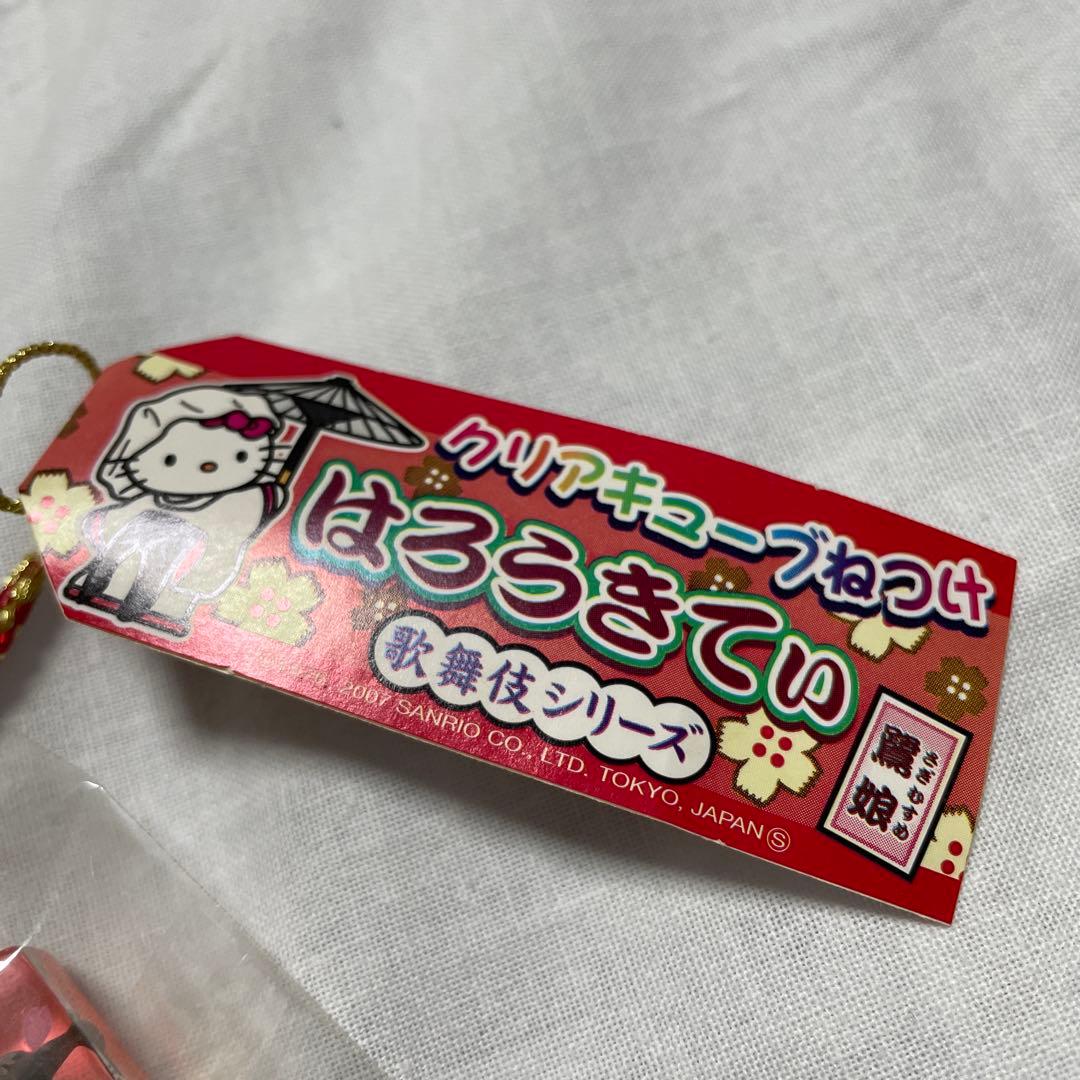 クリアキューブねつけ
はろうきてぃ
歌舞伎シリーズ
2007 SANRIO CO., LTD. TOKYO, JAPAN Ⓢ
鷺娘
さぎむすめ